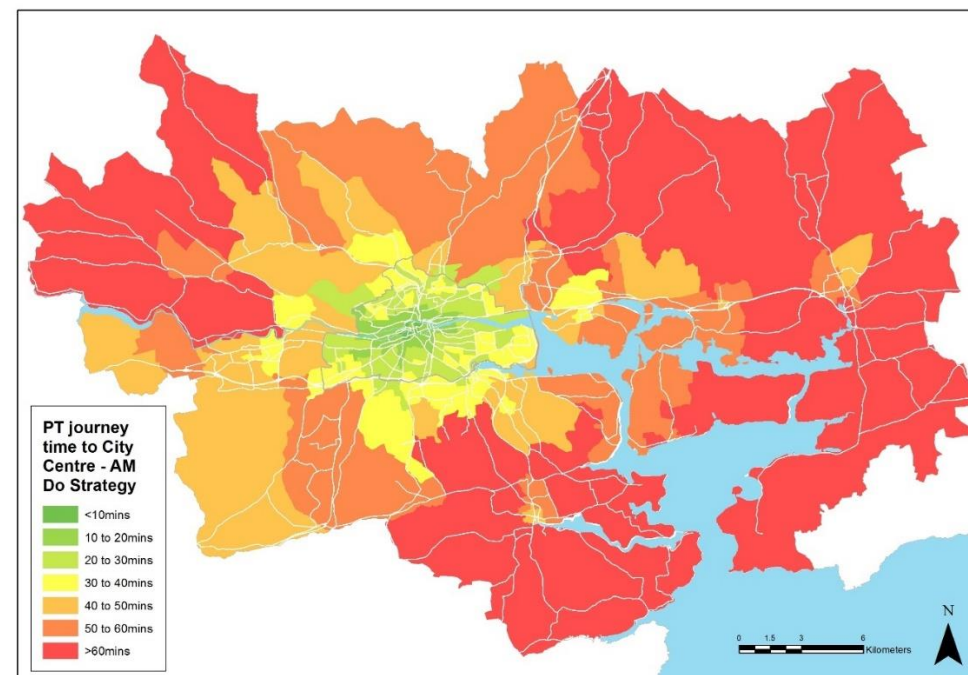 PT journey
time to City
Centre - AM
Do Strategy
<10mins
10 to 20mins
20 to 30mins
30 to 40mins
40 to 50mins
50 to 60mins
>60mins
N
0 1.5 3 6
Kilometers